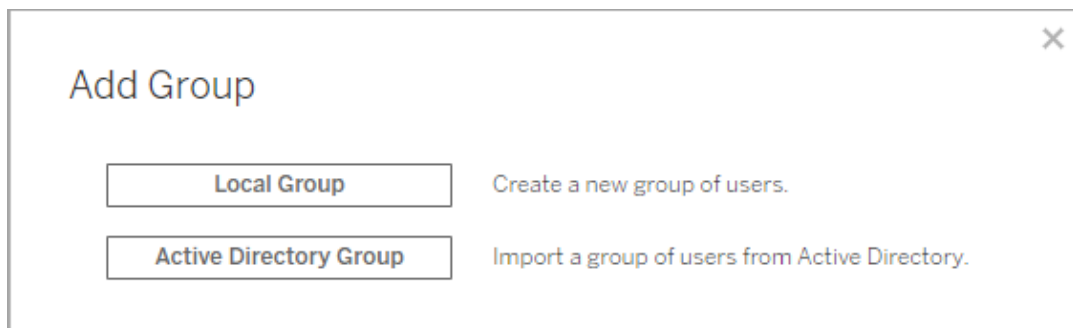 Add Group
Local Group Create a new group of users.
Active Directory Group Import a group of users from Active Directory.